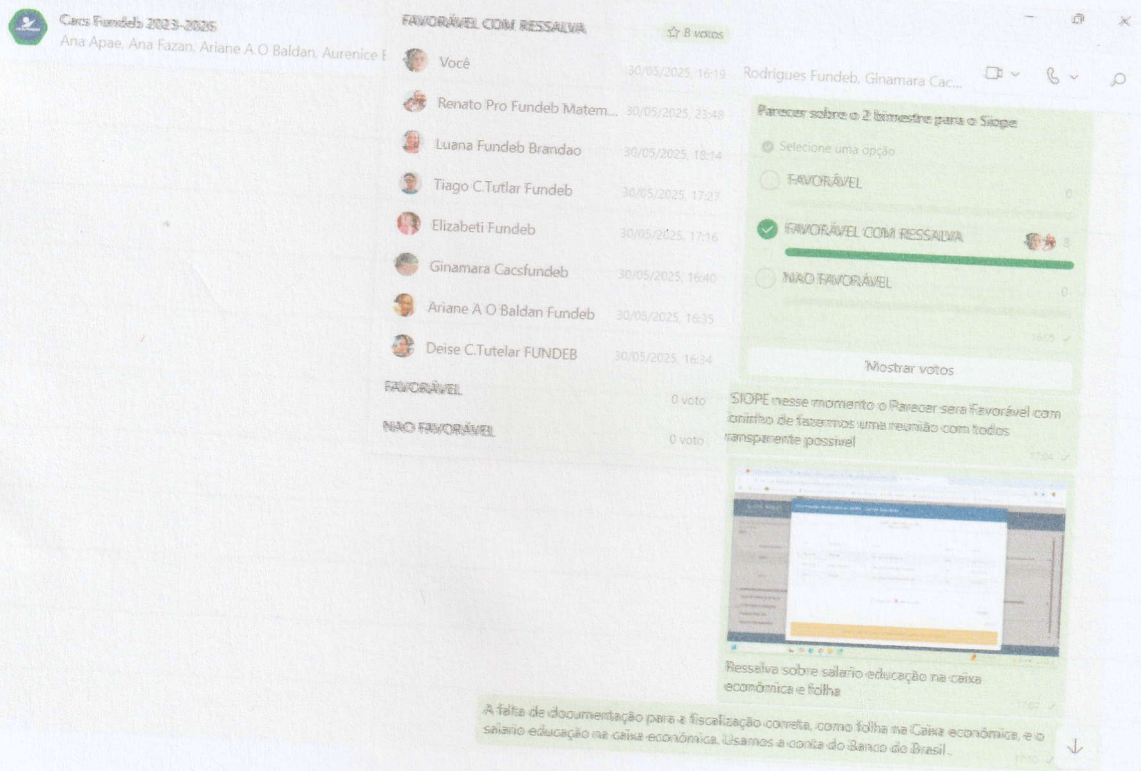 Cacs Fundeb 2023-2026
Ana Apae, Ana Fazan, Ariane A O Baldan, Aurenice
Rodrigues Fundeb, Ginamara Cac...
FAVORÁVEL COM RESSALVA
8 votos
Você
30/05/2025, 16:19
Renato Pro Fundeb Matem...
30/05/2025, 23:48
Luana Fundeb Brandao
30/05/2025, 18:14
Tiago C.Tutlar Fundeb
30/05/2025, 17:27
Elizabeti Fundeb
30/05/2025, 17:16
Ginamara Cacsfundeb
30/05/2025, 16:40
Ariane A O Baldan Fundeb
30/05/2025, 16:35
Deise C.Tutelar FUNDEB
30/05/2025, 16:34
FAVORÁVEL
0 voto
NAO FAVORÁVEL
0 voto
Parecer sobre o 2 bimestre para o Siope
Selecione uma opção
FAVORÁVEL
0
FAVORÁVEL COM RESSALVA
8
NAO FAVORÁVEL
0
Mostrar votos
SIOPE nesse momento o Parecer sera Favorável com
de fazermos uma reunião com todos
transparente possivel
17:04
Ressalva sobre salario educação na caixa
econômica e folha
A falta de documentação para a fiscalização correta, como folha na Caixa econômica, e o
salario educação na caixa econômica. Usamos a conta do Banco do Brasil.